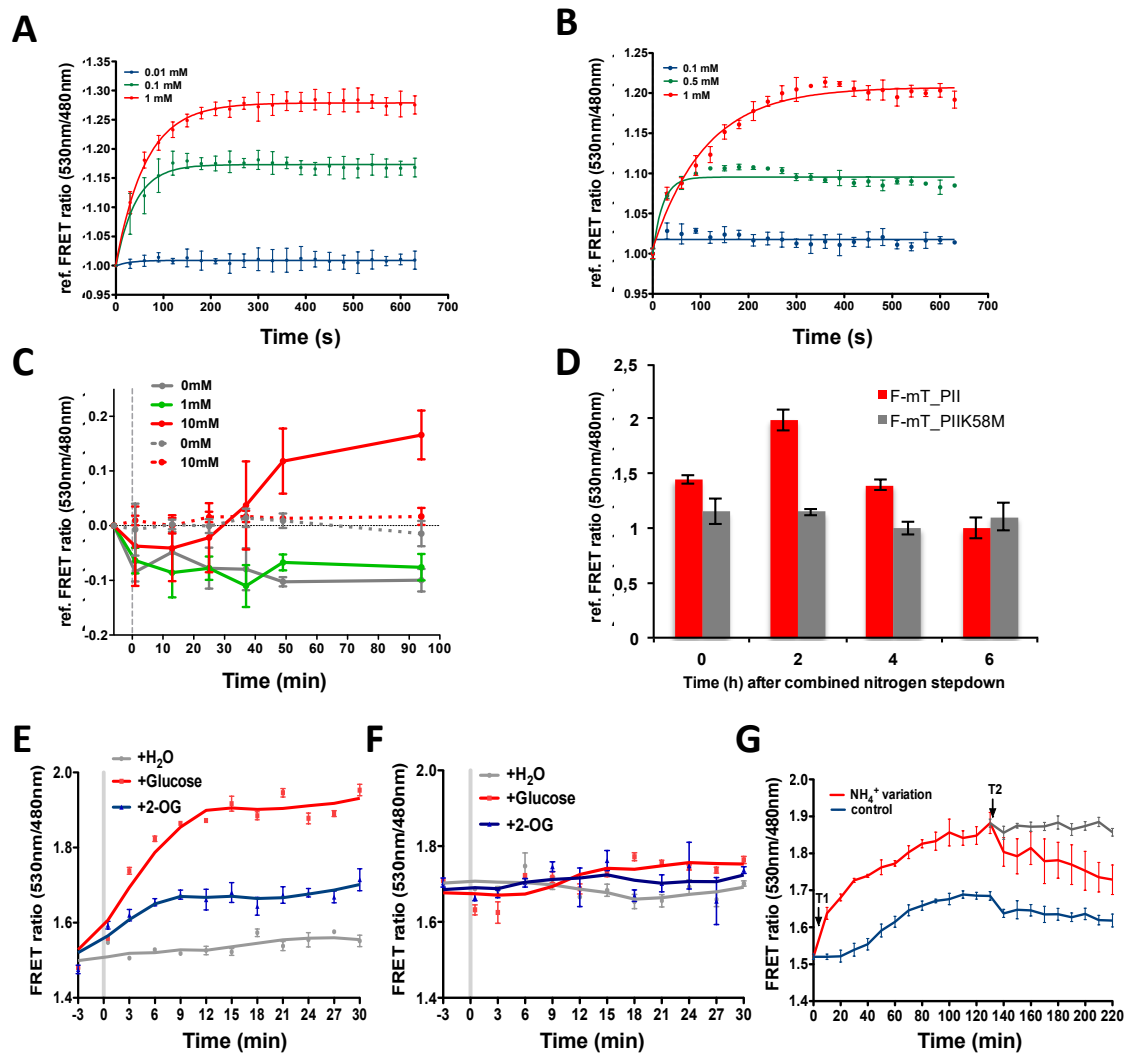 A
0.01 mM
0.1 mM
1 mM
ref. FRET ratio (530nm/480nm)
1.35
1.30
1.25
1.20
1.15
1.10
1.05
1.00
0.95
0 100 200 300 400 500 600 700
Time (s)
B
0.1 mM
0.5 mM
1 mM
ref. FRET ratio (530nm/480nm)
1.25
1.20
1.15
1.10
1.05
1.00
0.95
0 100 200 300 400 500 600 700
Time (s)
C
0mM
1mM
10mM
0mM
10mM
ref. FRET ratio (530nm/480nm)
0.2
0.1
0.0
-0.1
-0.2
0 10 20 30 40 50 60 70 80 90 100
Time (min)
D
F-mT_PII
F-mT_PIIK58M
ref. FRET ratio (530nm/480nm)
2,5
2
1,5
1
0,5
0
0 2 4 6
Time (h) after combined nitrogen stepdown
E
+H₂O
+Glucose
+2-OG
FRET ratio (530nm/480nm)
2.0
1.8
1.6
1.4
-3 0 3 6 9 12 15 18 21 24 27 30
Time (min)
F
+H₂O
+Glucose
+2-OG
FRET ratio (530nm/480nm)
2.0
1.8
1.6
1.4
-3 0 3 6 9 12 15 18 21 24 27 30
Time (min)
G
NH₄⁺ variation
control
T1
T2
FRET ratio (530nm/480nm)
2.0
1.9
1.8
1.7
1.6
1.5
1.4
0 20 40 60 80 100 120 140 160 180 200 220
Time (min)